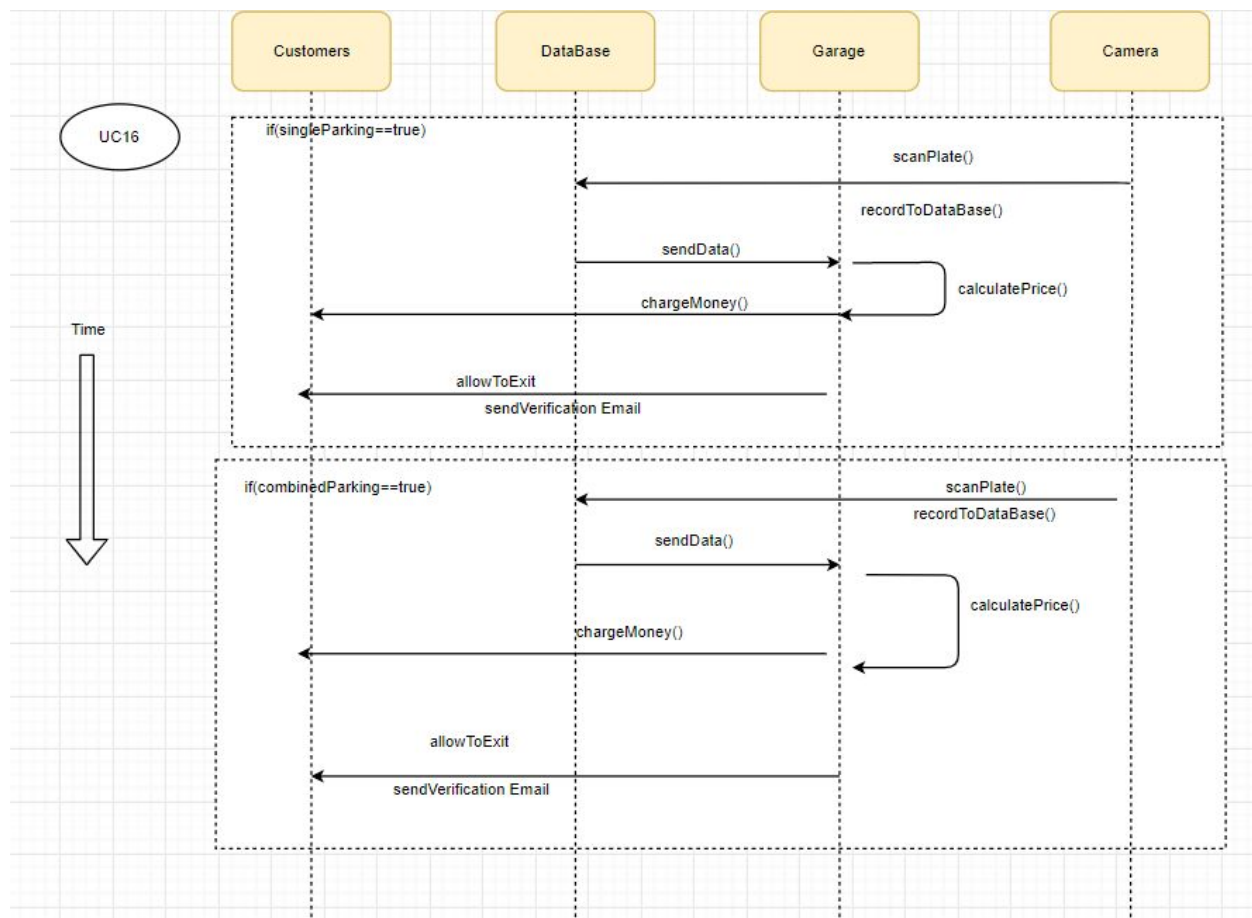 Customers
DataBase
Garage
Camera
UC16
if(singleParking==true)
scanPlate()
recordToDataBase()
sendData()
calculatePrice()
chargeMoney()
Time
allowToExit
sendVerification Email
if(combinedParking==true)
scanPlate()
recordToDataBase()
sendData()
calculatePrice()
chargeMoney()
allowToExit
sendVerification Email